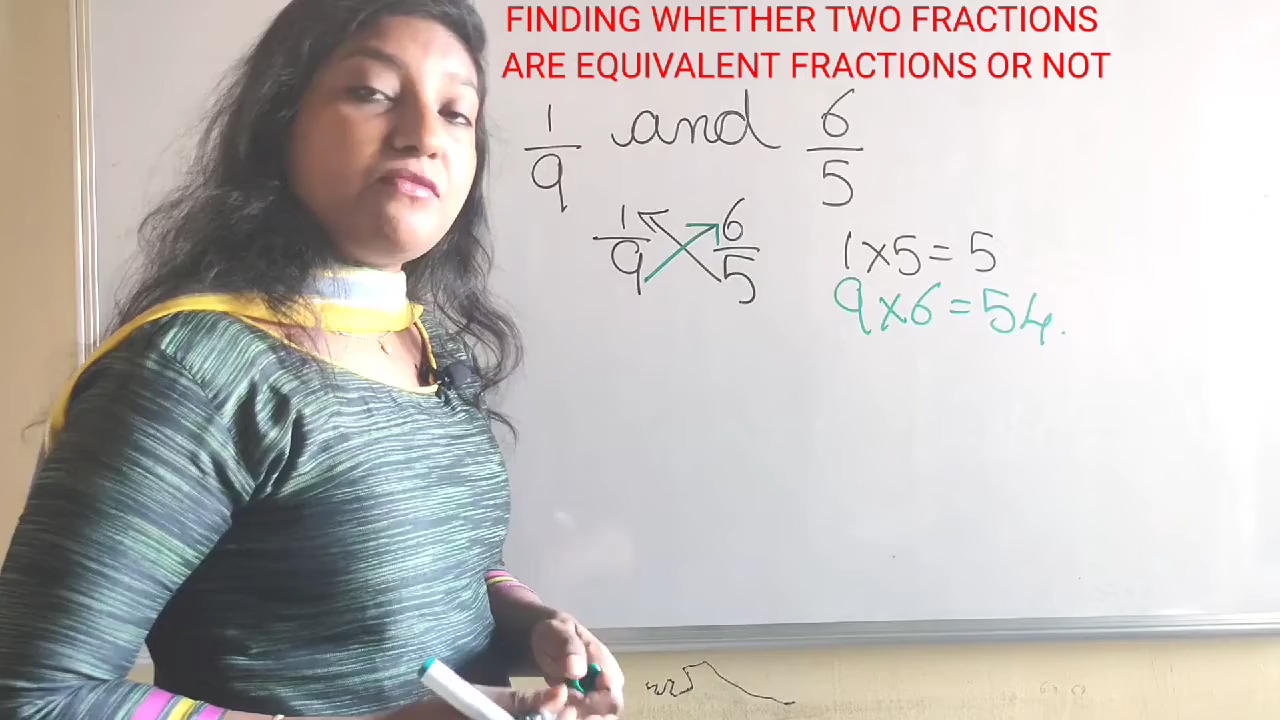 FINDING WHETHER TWO FRACTIONS
ARE EQUIVALENT FRACTIONS OR NOT
1/9 and 6/5
1/9 6/5
1×5=5
9×6=54.